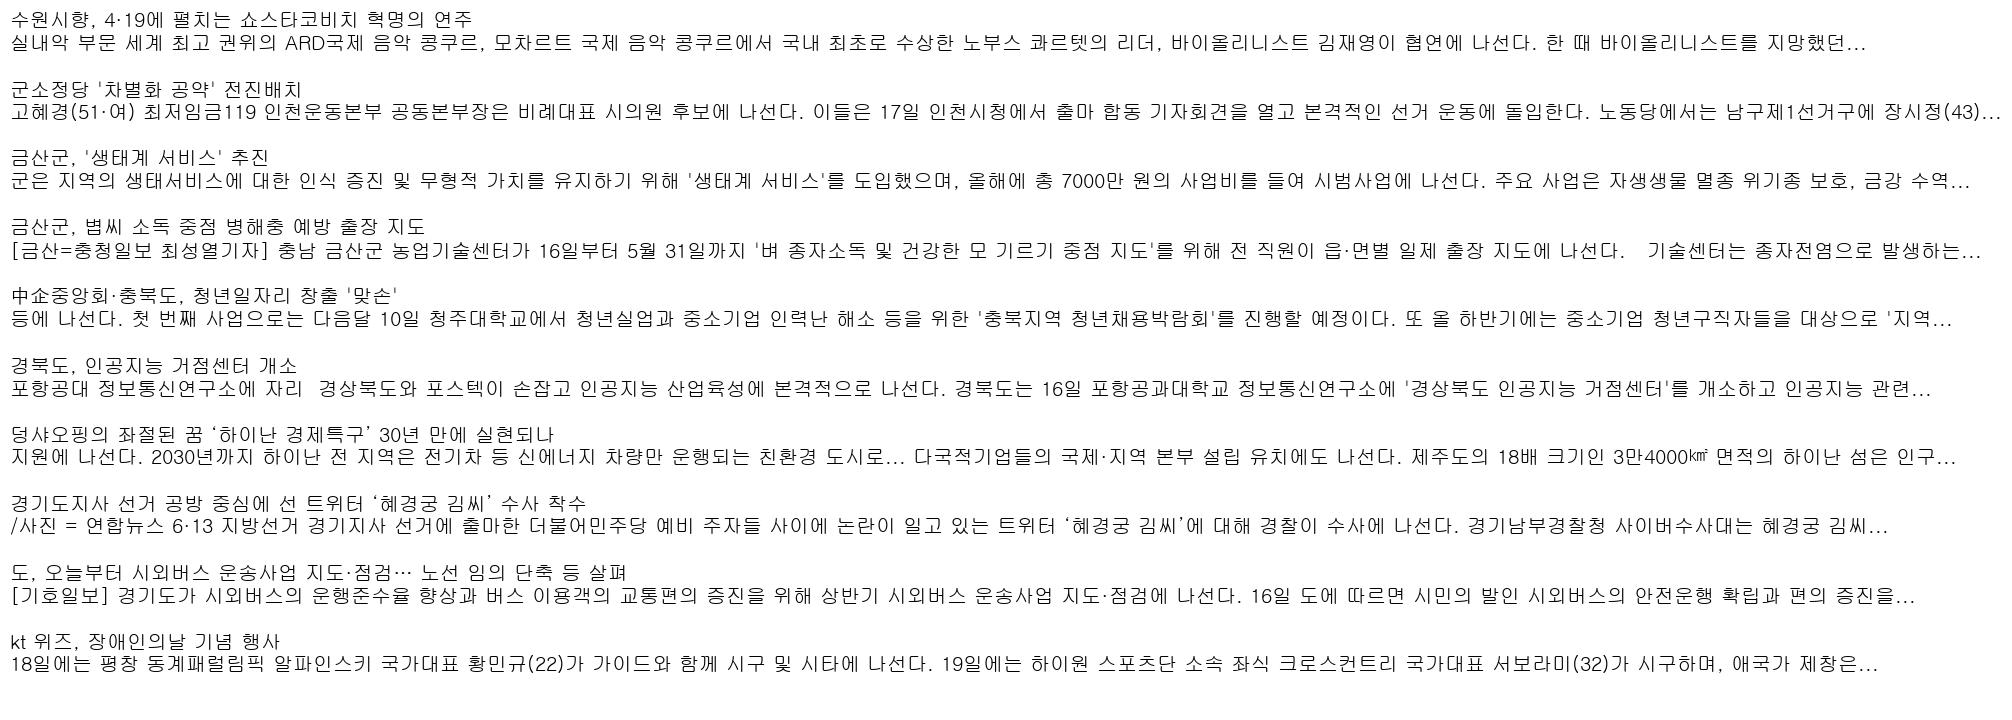 수원시향, 4·19에 펼치는 쇼스타코비치 혁명의 연주
실내악 부문 세계 최고 권위의 ARD국제 음악 콩쿠르, 모차르트 국제 음악 콩쿠르에서 국내 최초로 수상한 노부스 콰르텟의 리더, 바이올리니스트 김재영이 협연에 나선다. 한 때 바이올리니스트를 지망했던...
군소정당 '차별화 공약' 전진배치
고혜경(51·여) 최저임금119 인천운동본부 공동본부장은 비례대표 시의원 후보에 나선다. 이들은 17일 인천시청에서 출마 합동 기자회견을 열고 본격적인 선거 운동에 돌입한다. 노동당에서는 남구제1선거구에 장시정(43)...
금산군, '생태계 서비스' 추진
군은 지역의 생태서비스에 대한 인식 증진 및 무형적 가치를 유지하기 위해 '생태계 서비스'를 도입했으며, 올해에 총 7000만 원의 사업비를 들여 시범사업에 나선다. 주요 사업은 자생생물 멸종 위기종 보호, 금강 수역...
금산군, 볍씨 소독 중점 병해충 예방 출장 지도
[금산=충청일보 최성열기자] 충남 금산군 농업기술센터가 16일부터 5월 31일까지 '벼 종자소독 및 건강한 모 기르기 중점 지도'를 위해 전 직원이 읍·면별 일제 출장 지도에 나선다.   기술센터는 종자전염으로 발생하는...
中企중앙회·충북도, 청년일자리 창출 '맞손'
등에 나선다. 첫 번째 사업으로는 다음달 10일 청주대학교에서 청년실업과 중소기업 인력난 해소 등을 위한 '충북지역 청년채용박람회'를 진행할 예정이다. 또 올 하반기에는 중소기업 청년구직자들을 대상으로 '지역...
경북도, 인공지능 거점센터 개소
포항공대 정보통신연구소에 자리  경상북도와 포스텍이 손잡고 인공지능 산업육성에 본격적으로 나선다. 경북도는 16일 포항공과대학교 정보통신연구소에 '경상북도 인공지능 거점센터'를 개소하고 인공지능 관련...
덩샤오핑의 좌절된 꿈 ‘하이난 경제특구’ 30년 만에 실현되나
지원에 나선다. 2030년까지 하이난 전 지역은 전기차 등 신에너지 차량만 운행되는 친환경 도시로... 다국적기업들의 국제·지역 본부 설립 유치에도 나선다. 제주도의 18배 크기인 3만4000㎢ 면적의 하이난 섬은 인구...
경기도지사 선거 공방 중심에 선 트위터 ‘혜경궁 김씨’ 수사 착수
/사진 = 연합뉴스 6·13 지방선거 경기지사 선거에 출마한 더불어민주당 예비 주자들 사이에 논란이 일고 있는 트위터 ‘혜경궁 김씨’에 대해 경찰이 수사에 나선다. 경기남부경찰청 사이버수사대는 혜경궁 김씨...
도, 오늘부터 시외버스 운송사업 지도·점검… 노선 임의 단축 등 살펴
[기호일보] 경기도가 시외버스의 운행준수율 향상과 버스 이용객의 교통편의 증진을 위해 상반기 시외버스 운송사업 지도·점검에 나선다. 16일 도에 따르면 시민의 발인 시외버스의 안전운행 확립과 편의 증진을...
kt 위즈, 장애인의날 기념 행사
18일에는 평창 동계패럴림픽 알파인스키 국가대표 황민규(22)가 가이드와 함께 시구 및 시타에 나선다. 19일에는 하이원 스포츠단 소속 좌식 크로스컨트리 국가대표 서보라미(32)가 시구하며, 애국가 제창은...